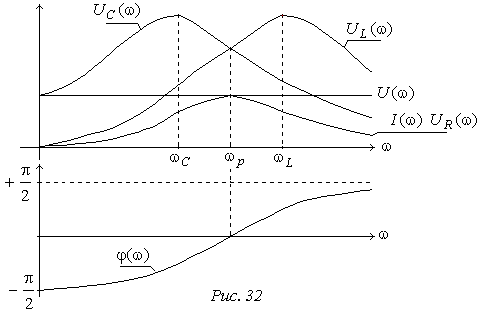 U_C(ω)
U_L(ω)
U(ω)
I(ω) U_R(ω)
ω_C ω_p ω_L ω
+ π/2
ω
φ(ω)
− π/2
Рис. 32